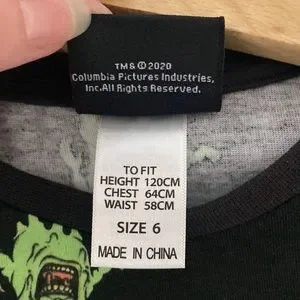 TM&©2020
Columbia Pictures Industries,
Inc.All Rights Reserved.
TO FIT
HEIGHT 120CM
CHEST 64CM
WAIST 58CM
SIZE 6
MADE IN CHINA